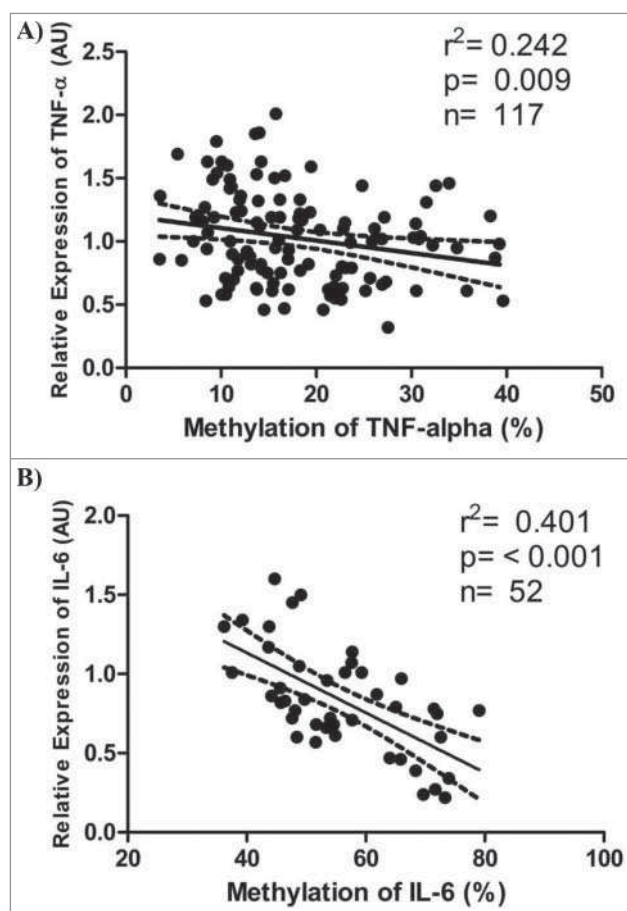 A)
Relative Expression of TNF-α (AU)
2.5
2.0
1.5
1.0
0.5
0.0
r²= 0.242
p= 0.009
n= 117
0 10 20 30 40 50
Methylation of TNF-alpha (%)
B)
Relative Expression of IL-6 (AU)
2.0
1.5
1.0
0.5
0.0
r²= 0.401
p= < 0.001
n= 52
20 40 60 80 100
Methylation of IL-6 (%)